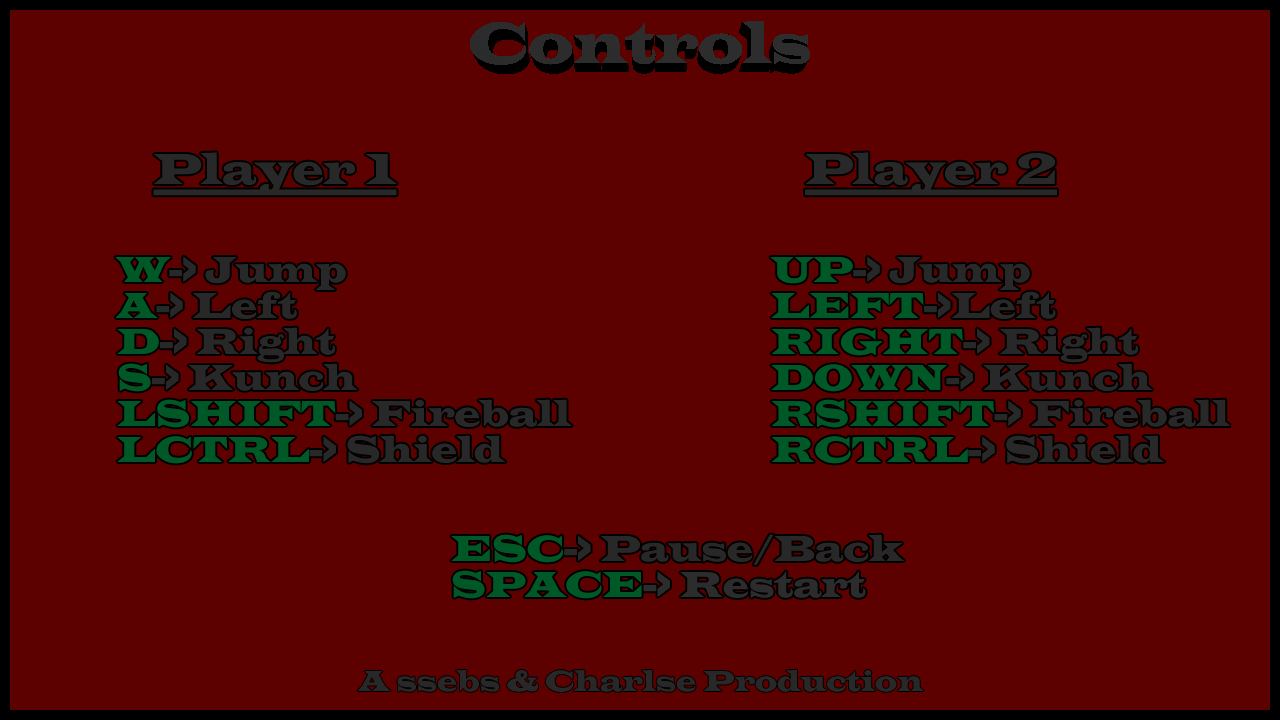 Controls
Player 1
W-> Jump
A-> Left
D-> Right
S-> Kunch
LSHIFT-> Fireball
LCTRL-> Shield
Player 2
UP-> Jump
LEFT->Left
RIGHT-> Right
DOWN-> Kunch
RSHIFT-> Fireball
RCTRL-> Shield
ESC-> Pause/Back
SPACE-> Restart
A ssebs & Charlse Production